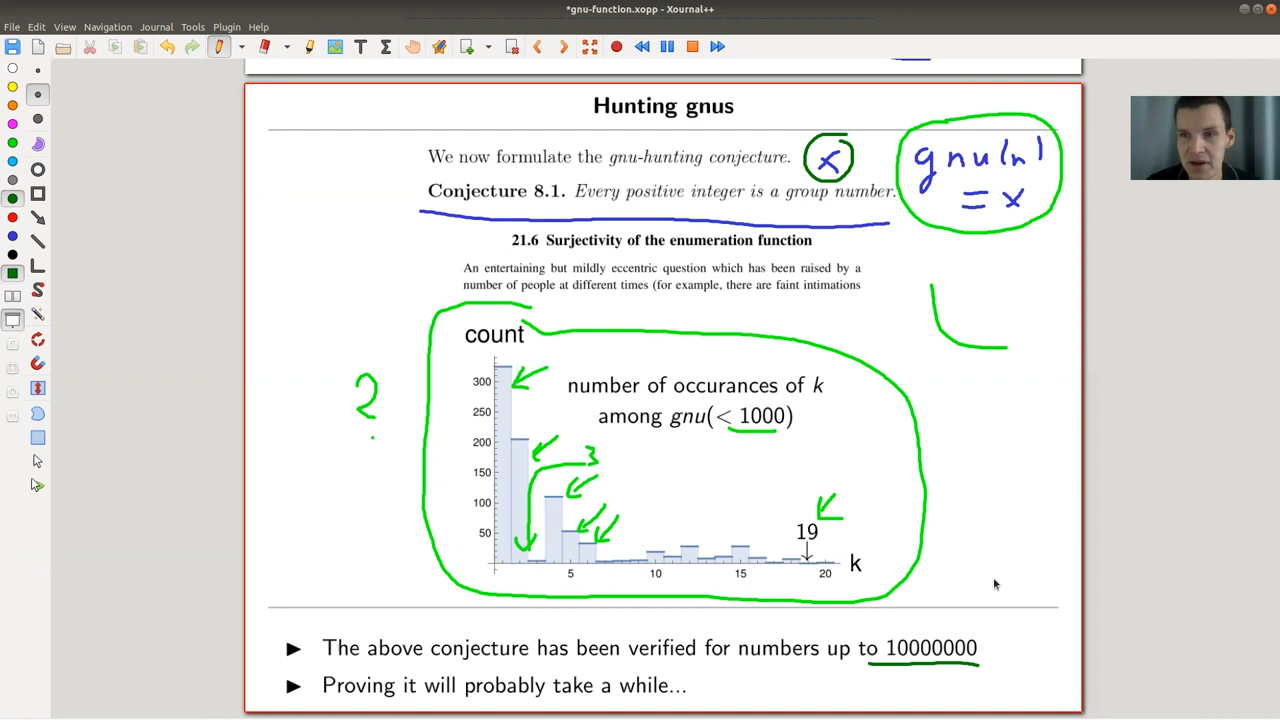 *gnu-function.xopp - Xournal++
File Edit View Navigation Journal Tools Plugin Help
Hunting gnus
We now formulate the gnu-hunting conjecture.
x
gnu(n)
= x
Conjecture 8.1. Every positive integer is a group number.
21.6 Surjectivity of the enumeration function
An entertaining but mildly eccentric question which has been raised by a
number of people at different times (for example, there are faint intimations
count
300
250
200
150
100
50
number of occurances of k
among gnu(< 1000)
3
2
19
5
10
15
20
k
► The above conjecture has been verified for numbers up to 10000000
► Proving it will probably take a while...